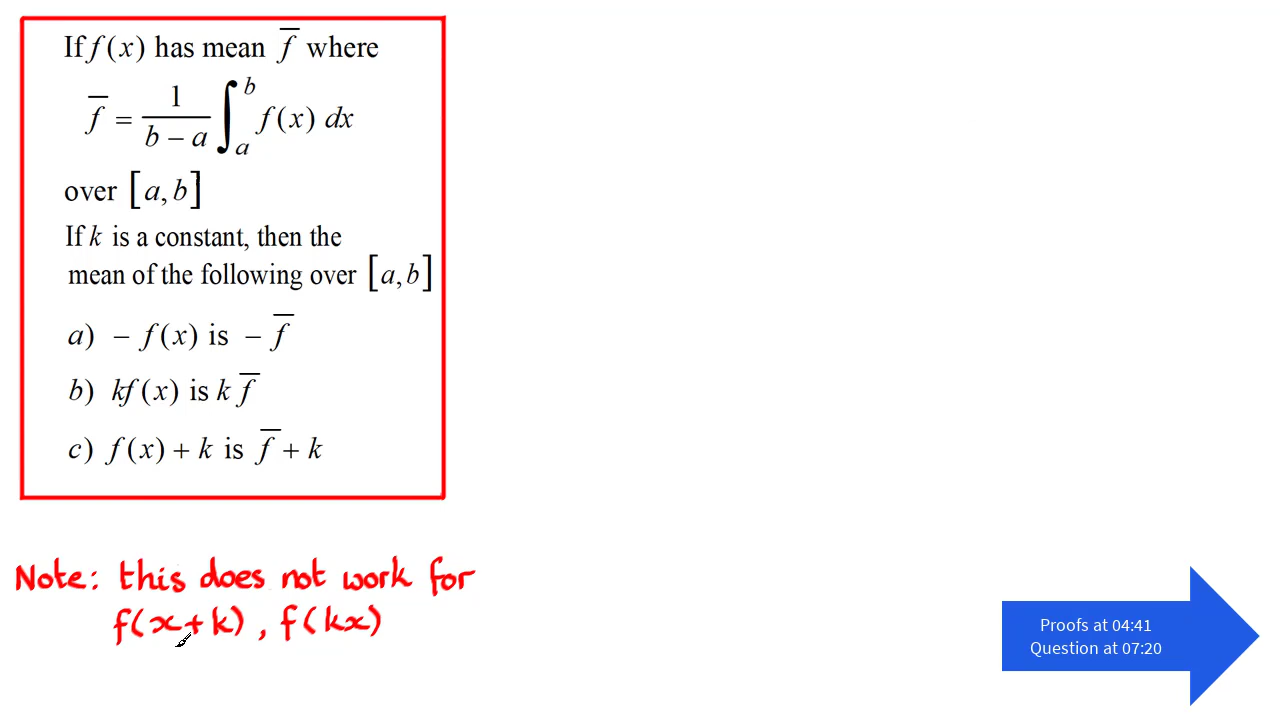 If f(x) has mean f̅ where
f̅ = 1/(b − a) ∫_a^b f(x) dx
over [a, b]
If k is a constant, then the
mean of the following over [a, b]
a) − f(x) is − f̅
b) kf(x) is k f̅
c) f(x) + k is f̅ + k
Note: this does not work for
f(x+k), f(kx)
Proofs at 04:41
Question at 07:20